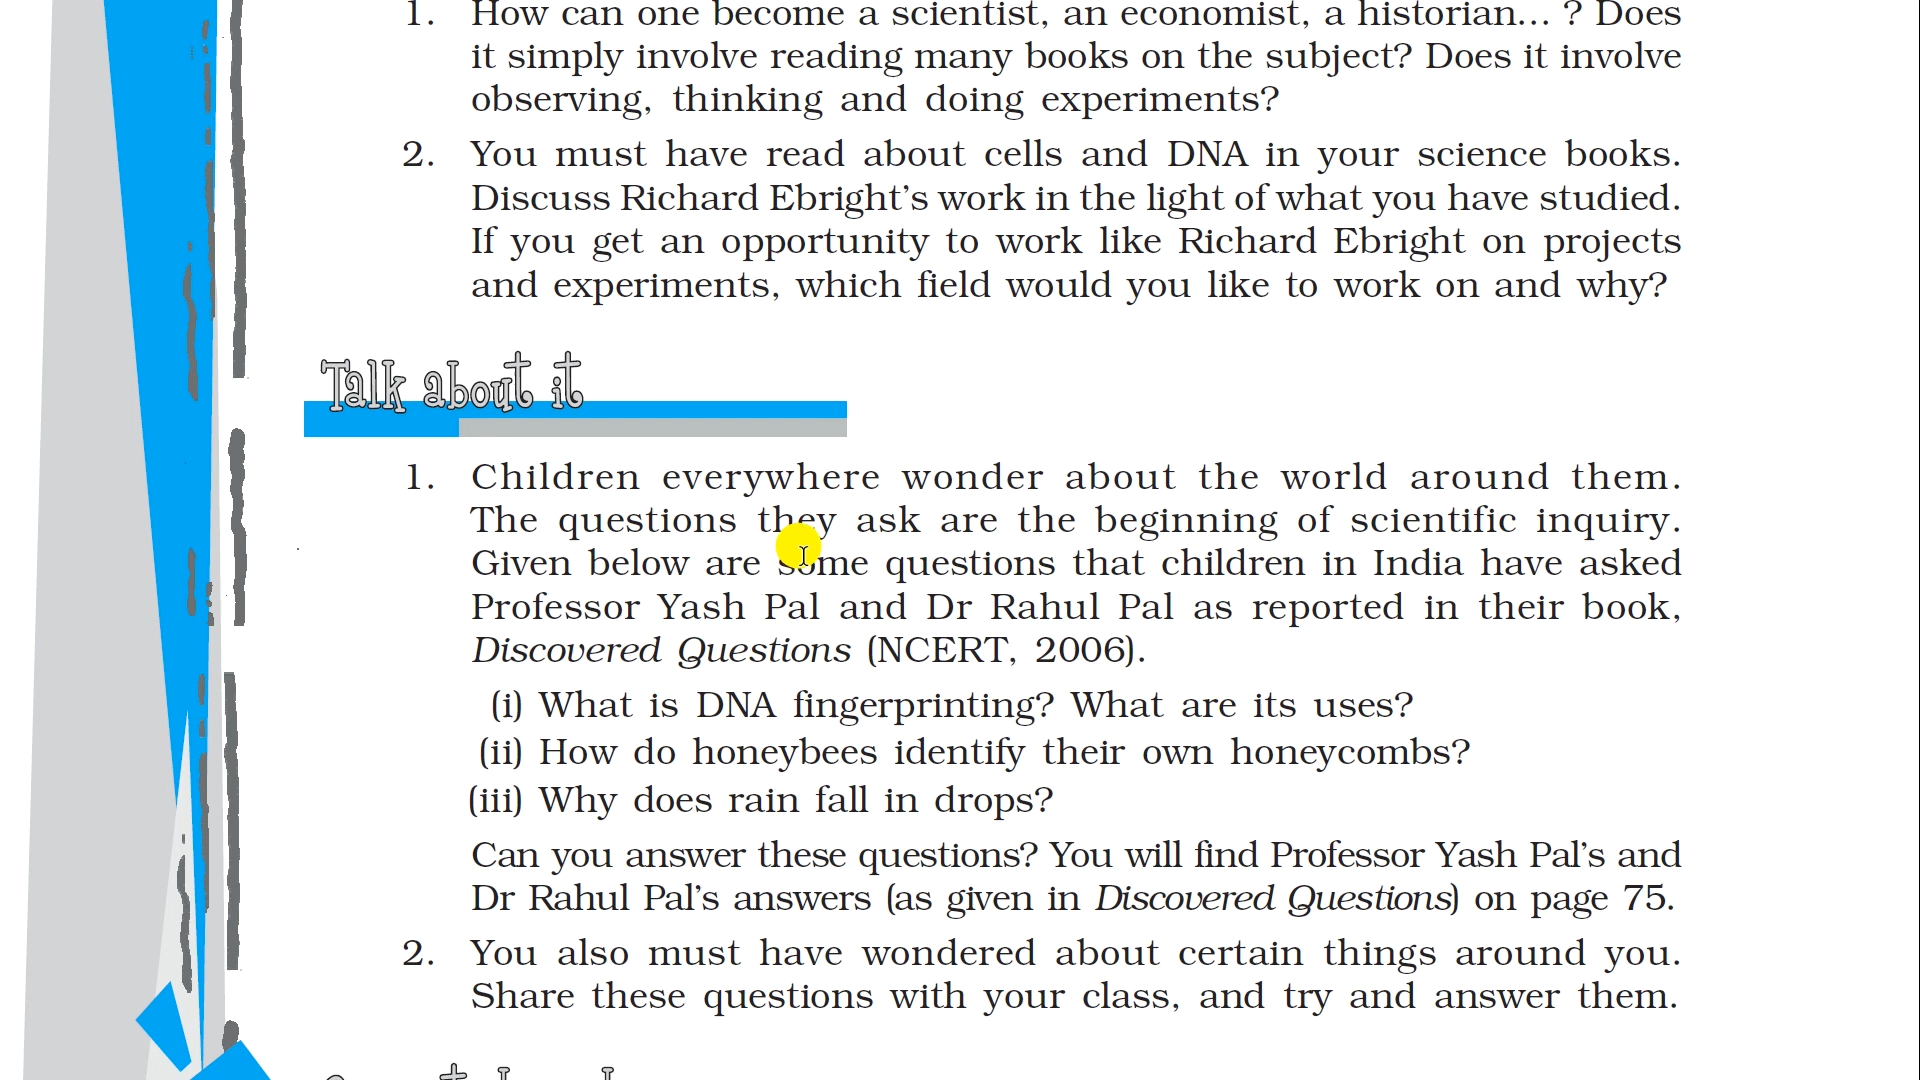 1. How can one become a scientist, an economist, a historian... ? Does
it simply involve reading many books on the subject? Does it involve
observing, thinking and doing experiments?
2. You must have read about cells and DNA in your science books.
Discuss Richard Ebright’s work in the light of what you have studied.
If you get an opportunity to work like Richard Ebright on projects
and experiments, which field would you like to work on and why?
Talk about it
1. Children everywhere wonder about the world around them.
The questions they ask are the beginning of scientific inquiry.
Given below are some questions that children in India have asked
Professor Yash Pal and Dr Rahul Pal as reported in their book,
Discovered Questions (NCERT, 2006).
(i) What is DNA fingerprinting? What are its uses?
(ii) How do honeybees identify their own honeycombs?
(iii) Why does rain fall in drops?
Can you answer these questions? You will find Professor Yash Pal’s and
Dr Rahul Pal’s answers (as given in Discovered Questions) on page 75.
2. You also must have wondered about certain things around you.
Share these questions with your class, and try and answer them.